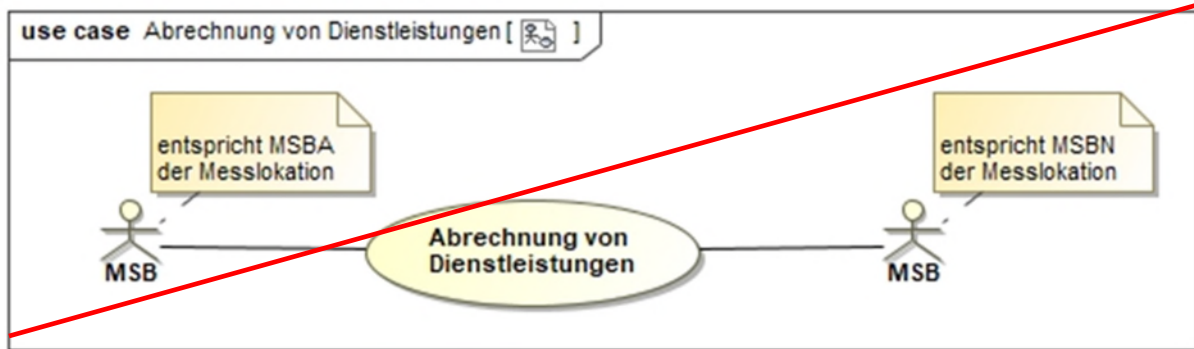 use case Abrechnung von Dienstleistungen [ ]
entspricht MSBA
der Messlokation
entspricht MSBN
der Messlokation
Abrechnung von
Dienstleistungen
MSB
MSB